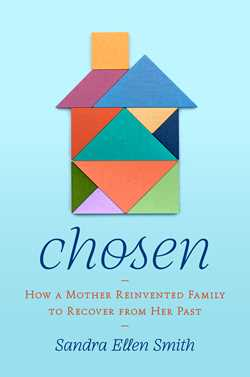 chosen
How a Mother Reinvented Family
to Recover from Her Past
Sandra Ellen Smith